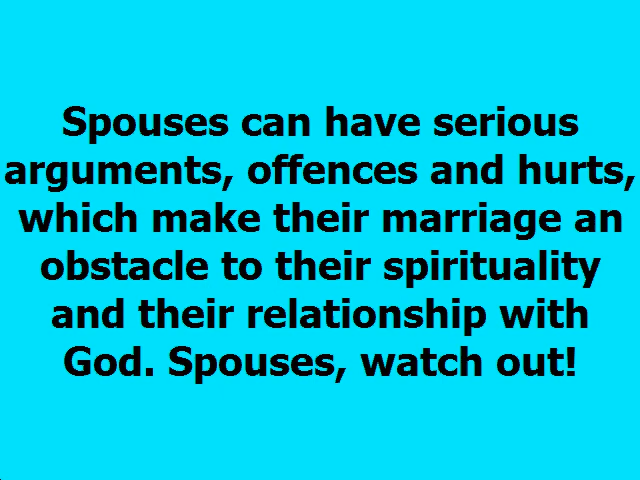 Spouses can have serious
arguments, offences and hurts,
which make their marriage an
obstacle to their spirituality
and their relationship with
God. Spouses, watch out!